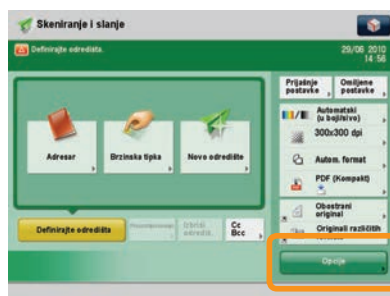 Skeniranje i slanje
Definirajte odredišta.
29/06 2010
14:56
Prijašnje
postavke
Omiljene
postavke
Automatski
(u boji/sivo)
300x300 dpi
Autom. format
PDF (Kompakt)
Obostrani
original
Originali različitih
Adresar
Brzinska tipka
Novo odredište
Definirajte odredišta
Cc
Bcc
Opcije